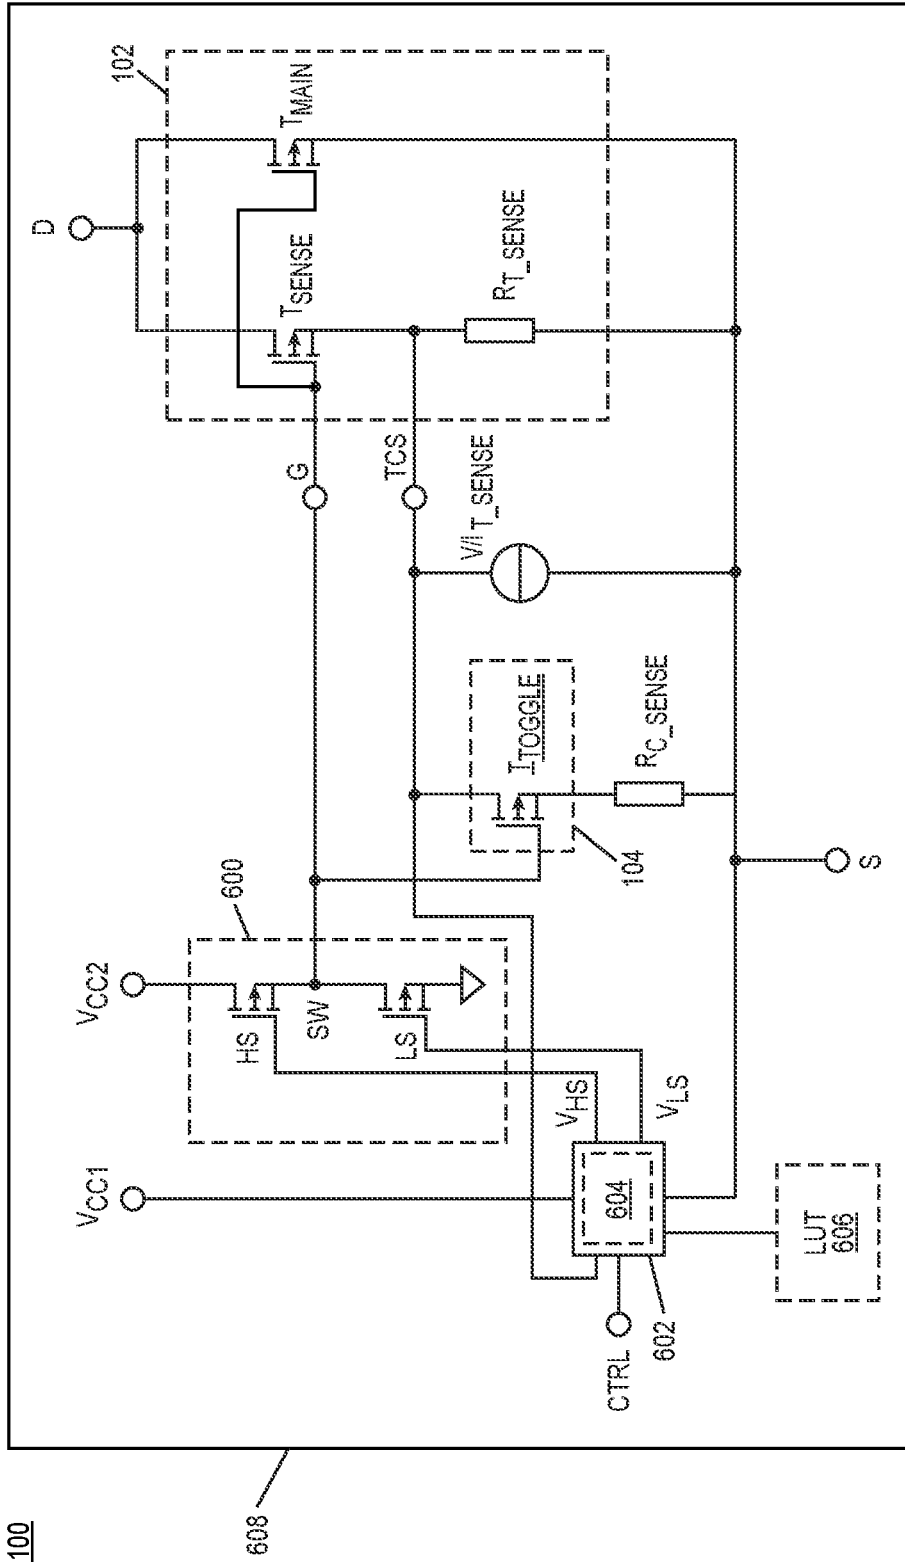 100
608
102
D
T_MAIN
T_SENSE
R_T_SENSE
G
TCS
V/I_T_SENSE
T_TOGGLE
R_C_SENSE
104
600
V_CC2
HS
SW
LS
S
V_CC1
V_HS
V_LS
604
LUT
606
CTRL
602